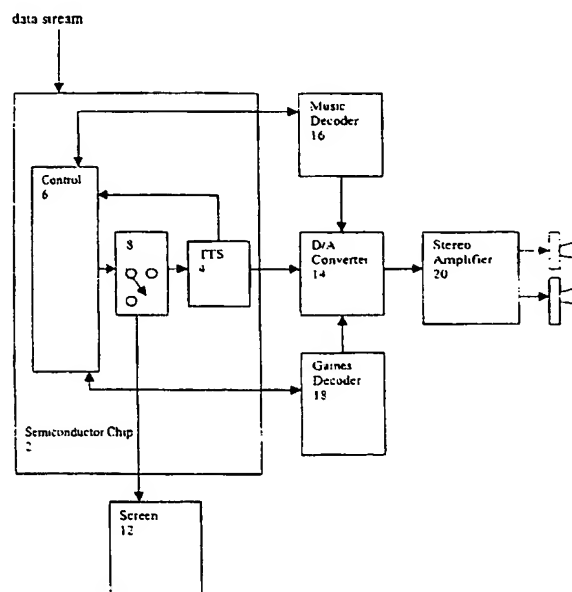 data stream
Music
Decoder
16
Control
6
8
TTS
4
D/A
Converter
14
Stereo
Amplifier
20
Games
Decoder
18
Semiconductor Chip
2
Screen
12